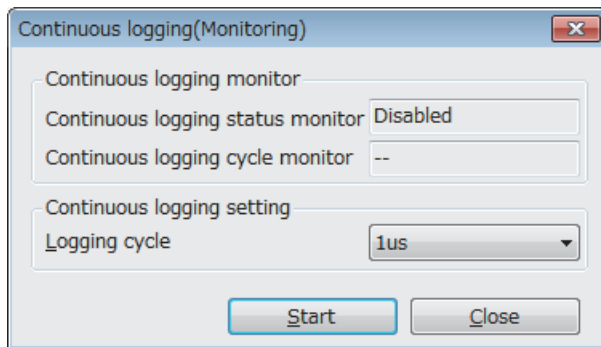 Continuous logging(Monitoring)
Continuous logging monitor
Continuous logging status monitor Disabled
Continuous logging cycle monitor --
Continuous logging setting
Logging cycle 1us
Start Close